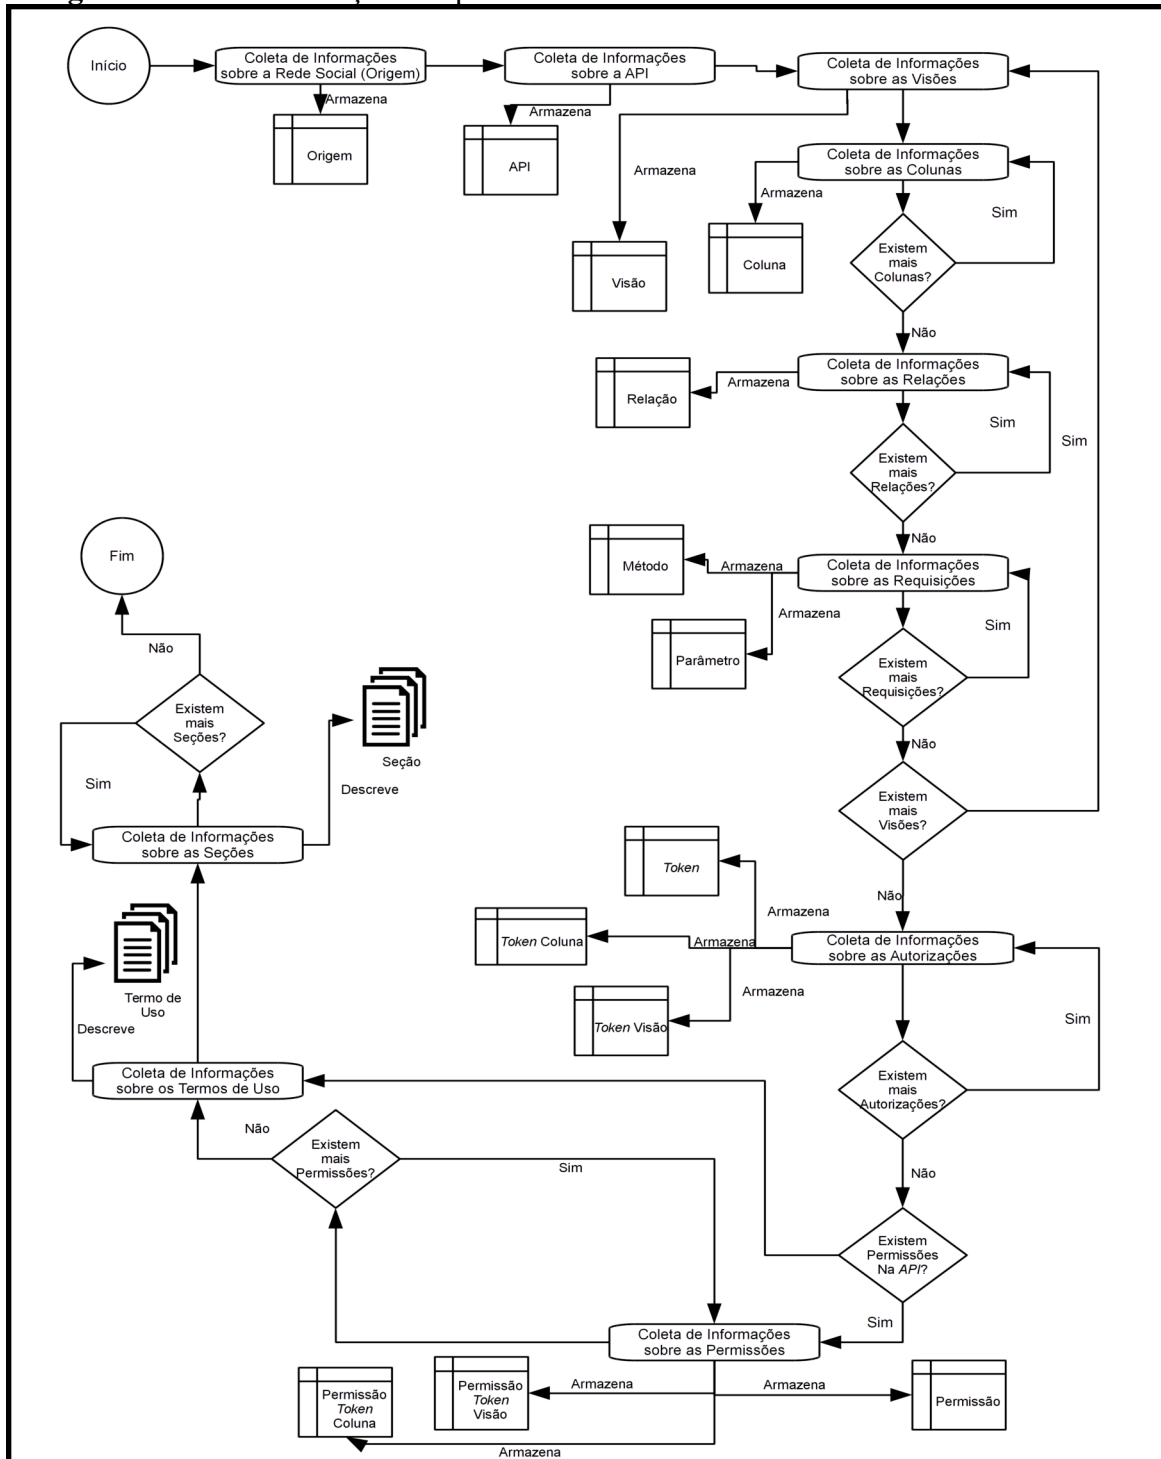 Início
Coleta de Informações
sobre a Rede Social (Origem)
Coleta de Informações
sobre a API
Coleta de Informações
sobre as Visões
Armazena
Origem
Armazena
API
Armazena
Visão
Coleta de Informações
sobre as Colunas
Armazena
Coluna
Sim
Existem
mais
Colunas?
Não
Coleta de Informações
sobre as Relações
Armazena
Relação
Sim
Sim
Existem
mais
Relações?
Não
Coleta de Informações
sobre as Requisições
Armazena
Método
Armazena
Parâmetro
Sim
Existem
mais
Requisições?
Não
Existem
mais
Visões?
Não
Coleta de Informações
sobre as Autorizações
Armazena
Token
Armazena
Token Coluna
Armazena
Token Visão
Sim
Existem
mais
Autorizações?
Não
Existem
Permissões
Na API?
Sim
Coleta de Informações
sobre as Permissões
Armazena
Permissão
Armazena
Permissão
Token
Visão
Armazena
Permissão
Token
Coluna
Existem
mais
Permissões?
Sim
Não
Coleta de Informações
sobre os Termos de Uso
Descreve
Termo de
Uso
Coleta de Informações
sobre as Seções
Descreve
Seção
Sim
Existem
mais
Seções?
Não
Fim